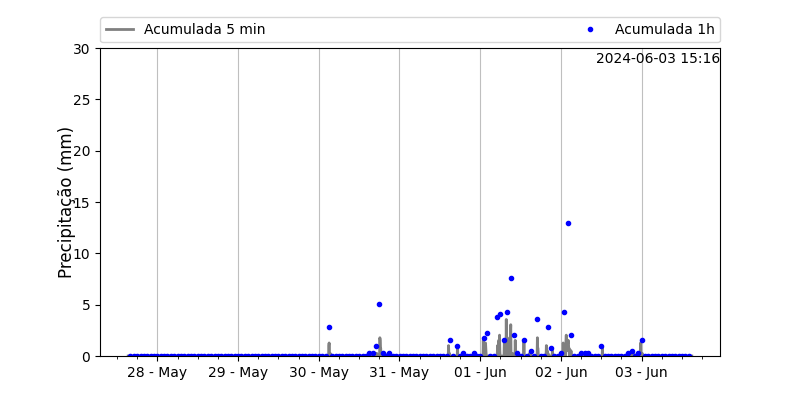 Acumulada 5 min Acumulada 1h
2024-06-03 15:16
Precipitação (mm)
30
25
20
15
10
5
0
28 - May 29 - May 30 - May 31 - May 01 - Jun 02 - Jun 03 - Jun